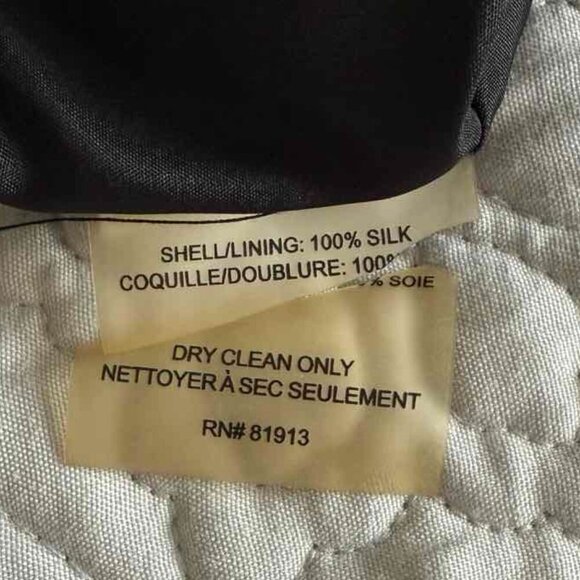 SHELL/LINING: 100% SILK
COQUILLE/DOUBLURE: 100%
% SOIE
DRY CLEAN ONLY
NETTOYER À SEC SEULEMENT
RN# 81913